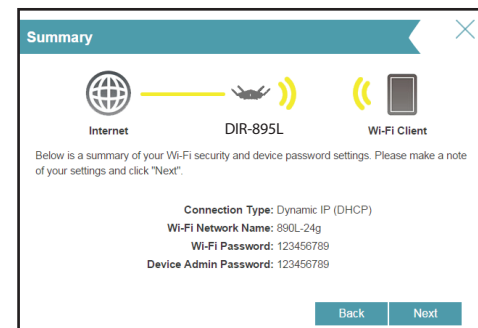 Summary
Internet
DIR-895L
Wi-Fi Client
Below is a summary of your Wi-Fi security and device password settings. Please make a note
of your settings and click "Next".
Connection Type: Dynamic IP (DHCP)
Wi-Fi Network Name: 890L-24g
Wi-Fi Password: 123456789
Device Admin Password: 123456789
Back
Next